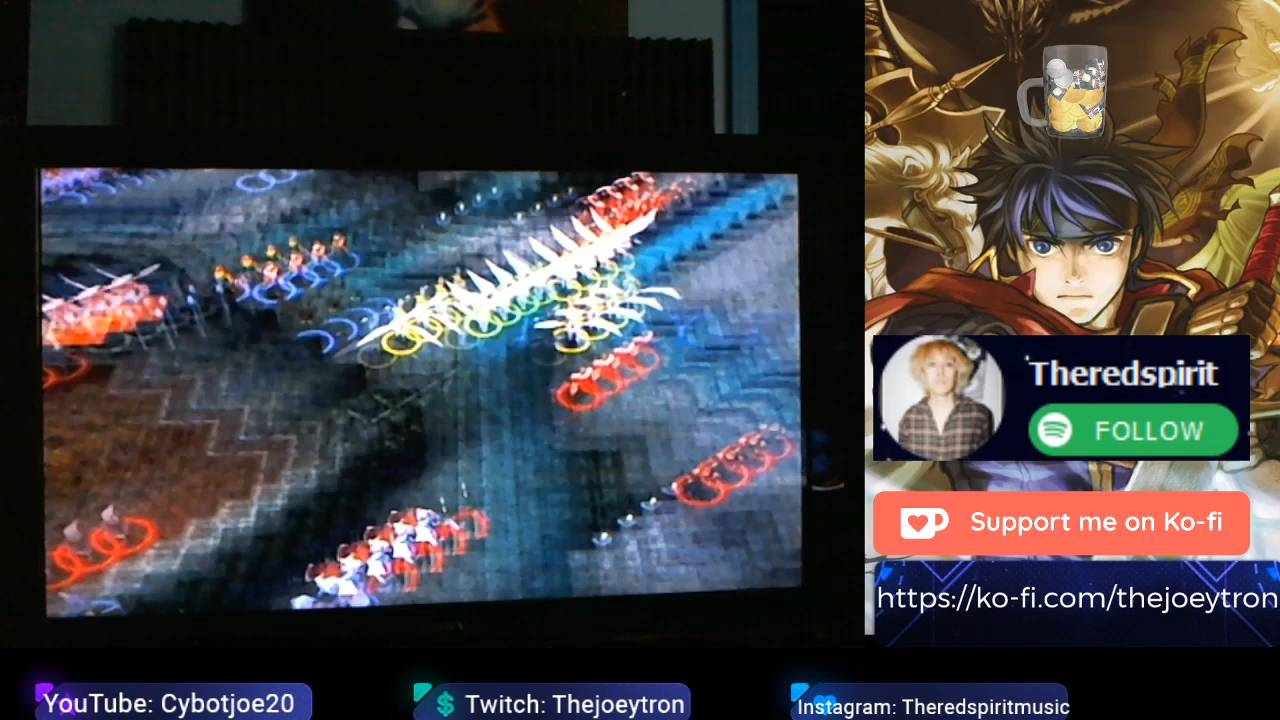 Theredspirit
FOLLOW
Support me on Ko-fi
https://ko-fi.com/thejoeytron
YouTube: Cybotjoe20
$ Twitch: Thejoeytron
Instagram: Theredspiritmusic